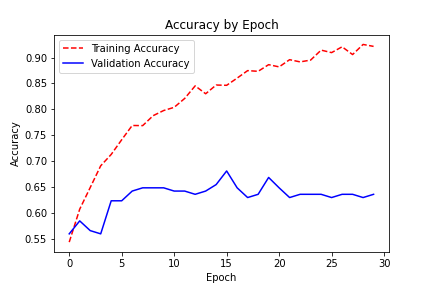 Accuracy by Epoch
Training Accuracy
Validation Accuracy
0.90
0.85
0.80
0.75
0.70
0.65
0.60
0.55
Accuracy
0 5 10 15 20 25 30
Epoch